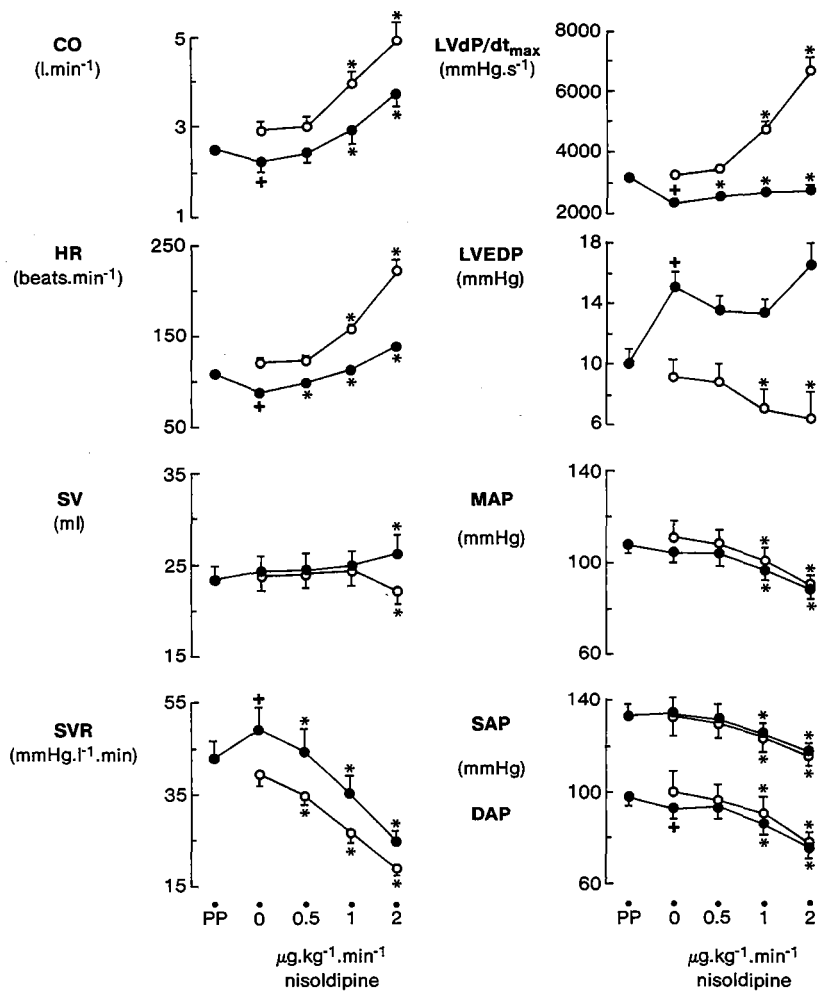 CO
(l.min⁻¹)
5
3
1
* * * *
+
LVdP/dtmax
(mmHg.s⁻¹)
8000
6000
4000
2000
* * + * * *
HR
(beats.min⁻¹)
250
150
50
* * + * * *
LVEDP
(mmHg)
18
14
10
6
+ * *
SV
(ml)
35
25
15
* *
MAP
(mmHg)
140
100
60
* * * *
SVR
(mmHg.l⁻¹.min)
55
35
15
+ * * * * * *
SAP
(mmHg)
DAP
140
100
60
* * * *
* * + * *
PP 0 0.5 1 2
μg.kg⁻¹.min⁻¹
nisoldipine
PP 0 0.5 1 2
μg.kg⁻¹.min⁻¹
nisoldipine